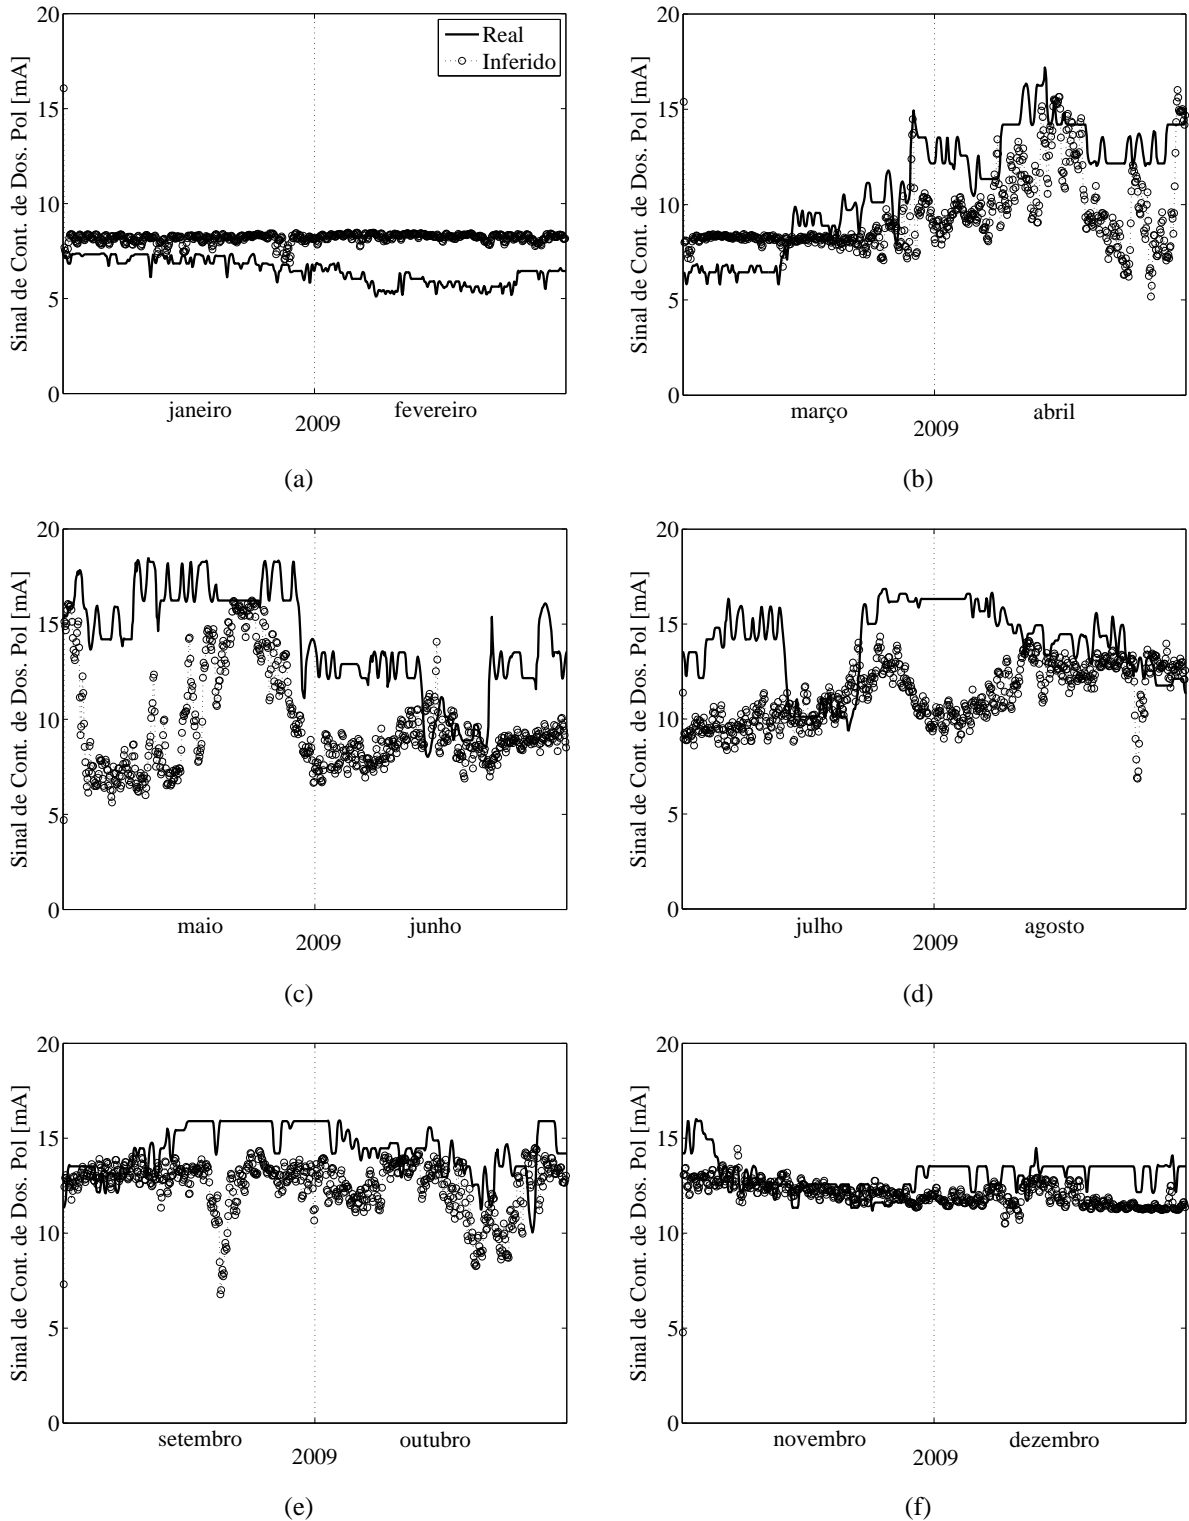 20
15
10
5
0
Sinal de Cont. de Dos. Pol [mA]
Real
Inferido
janeiro
fevereiro
2009
(a)
20
15
10
5
0
Sinal de Cont. de Dos. Pol [mA]
março
abril
2009
(b)
20
15
10
5
0
Sinal de Cont. de Dos. Pol [mA]
maio
junho
2009
(c)
20
15
10
5
0
Sinal de Cont. de Dos. Pol [mA]
julho
agosto
2009
(d)
20
15
10
5
0
Sinal de Cont. de Dos. Pol [mA]
setembro
outubro
2009
(e)
20
15
10
5
0
Sinal de Cont. de Dos. Pol [mA]
novembro
dezembro
2009
(f)